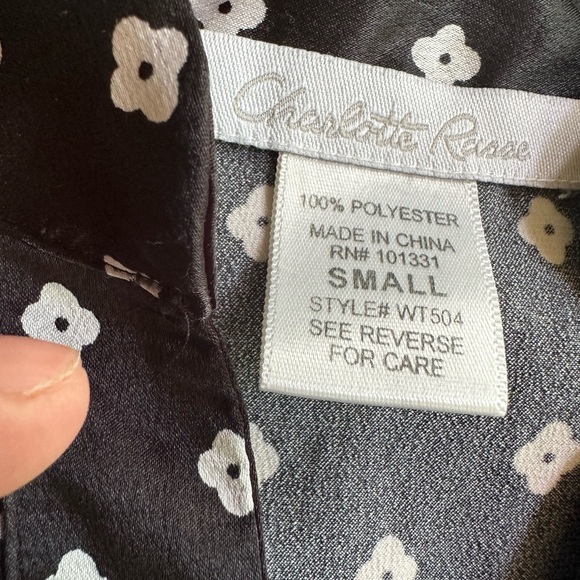 Charlotte Russe
100% POLYESTER
MADE IN CHINA
RN# 101331
SMALL
STYLE# WT504
SEE REVERSE
FOR CARE